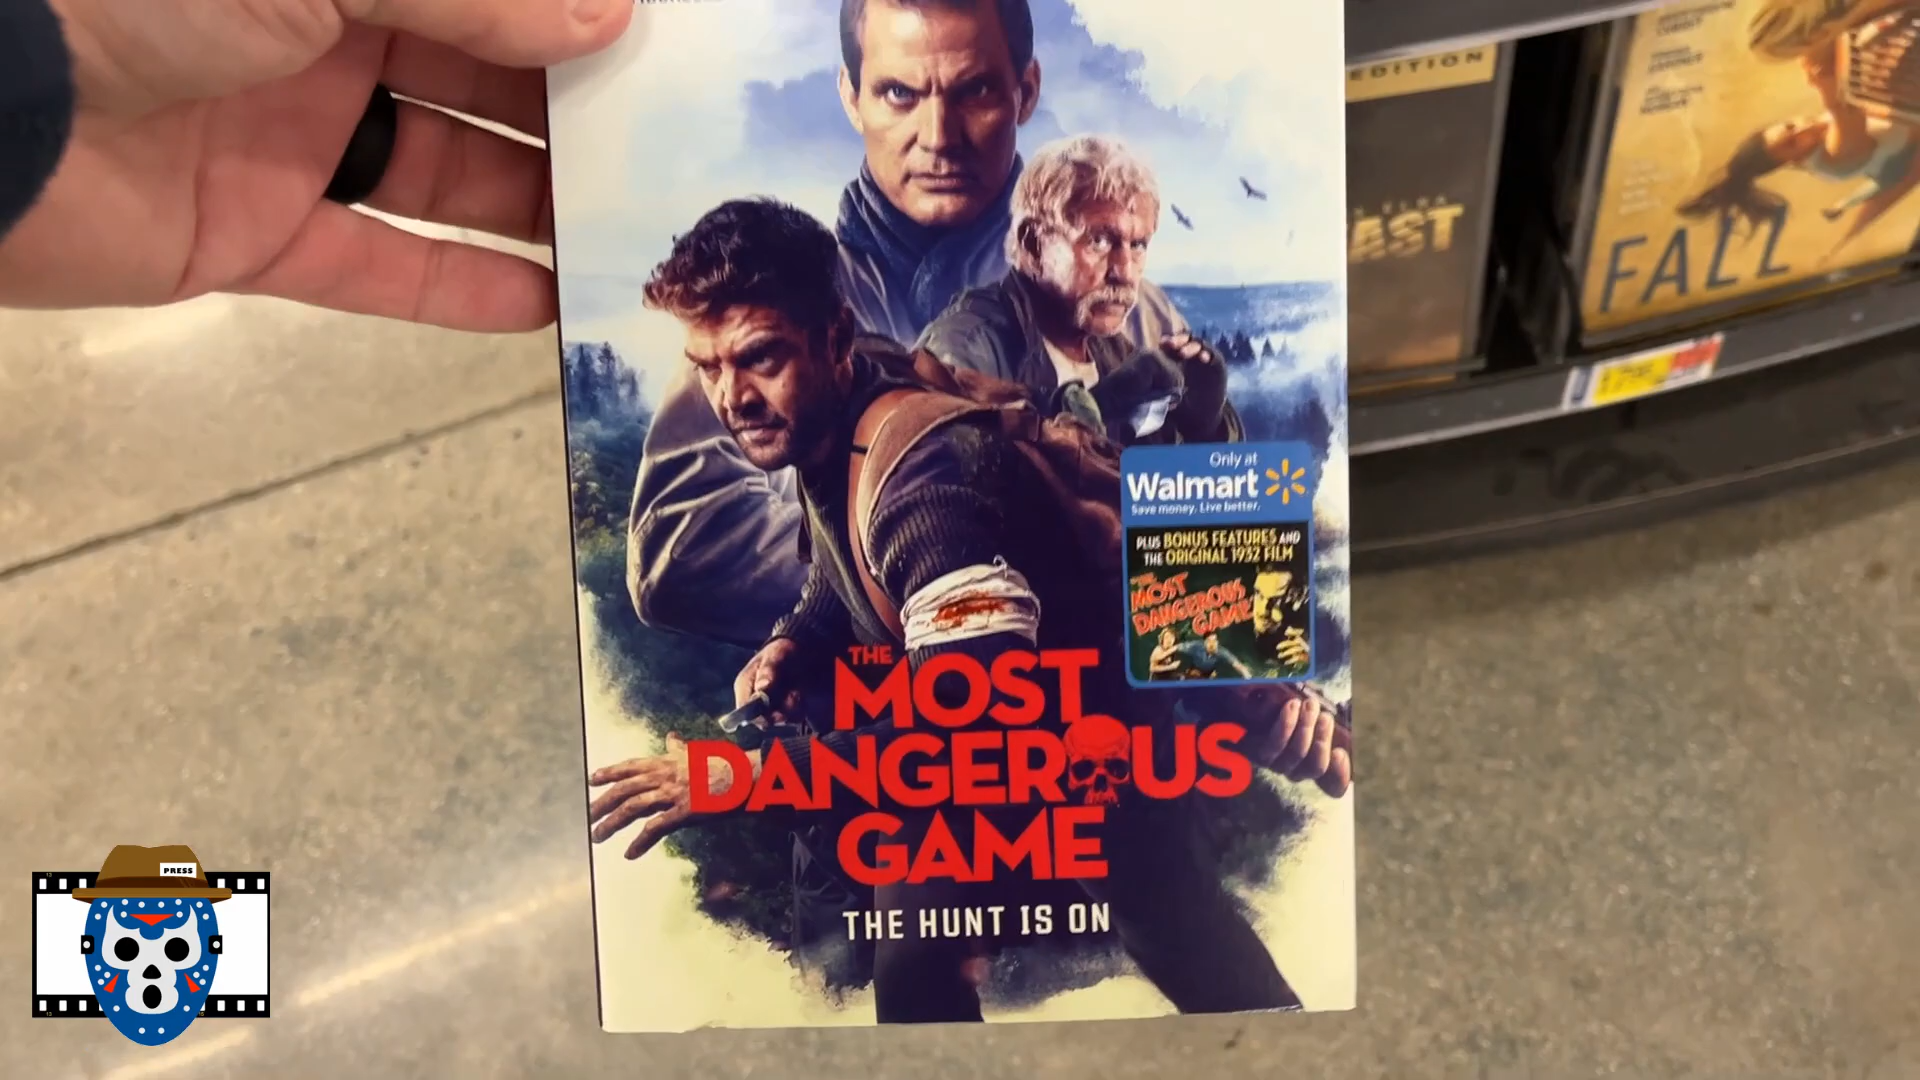 THE
MOST
DANGEROUS
GAME
THE HUNT IS ON
Only at
Walmart
Save money. Live better.
PLUS BONUS FEATURES AND
THE ORIGINAL 1932 FILM
THE
MOST
DANGEROUS
GAME
EDITION
AST
FALL
PRESS